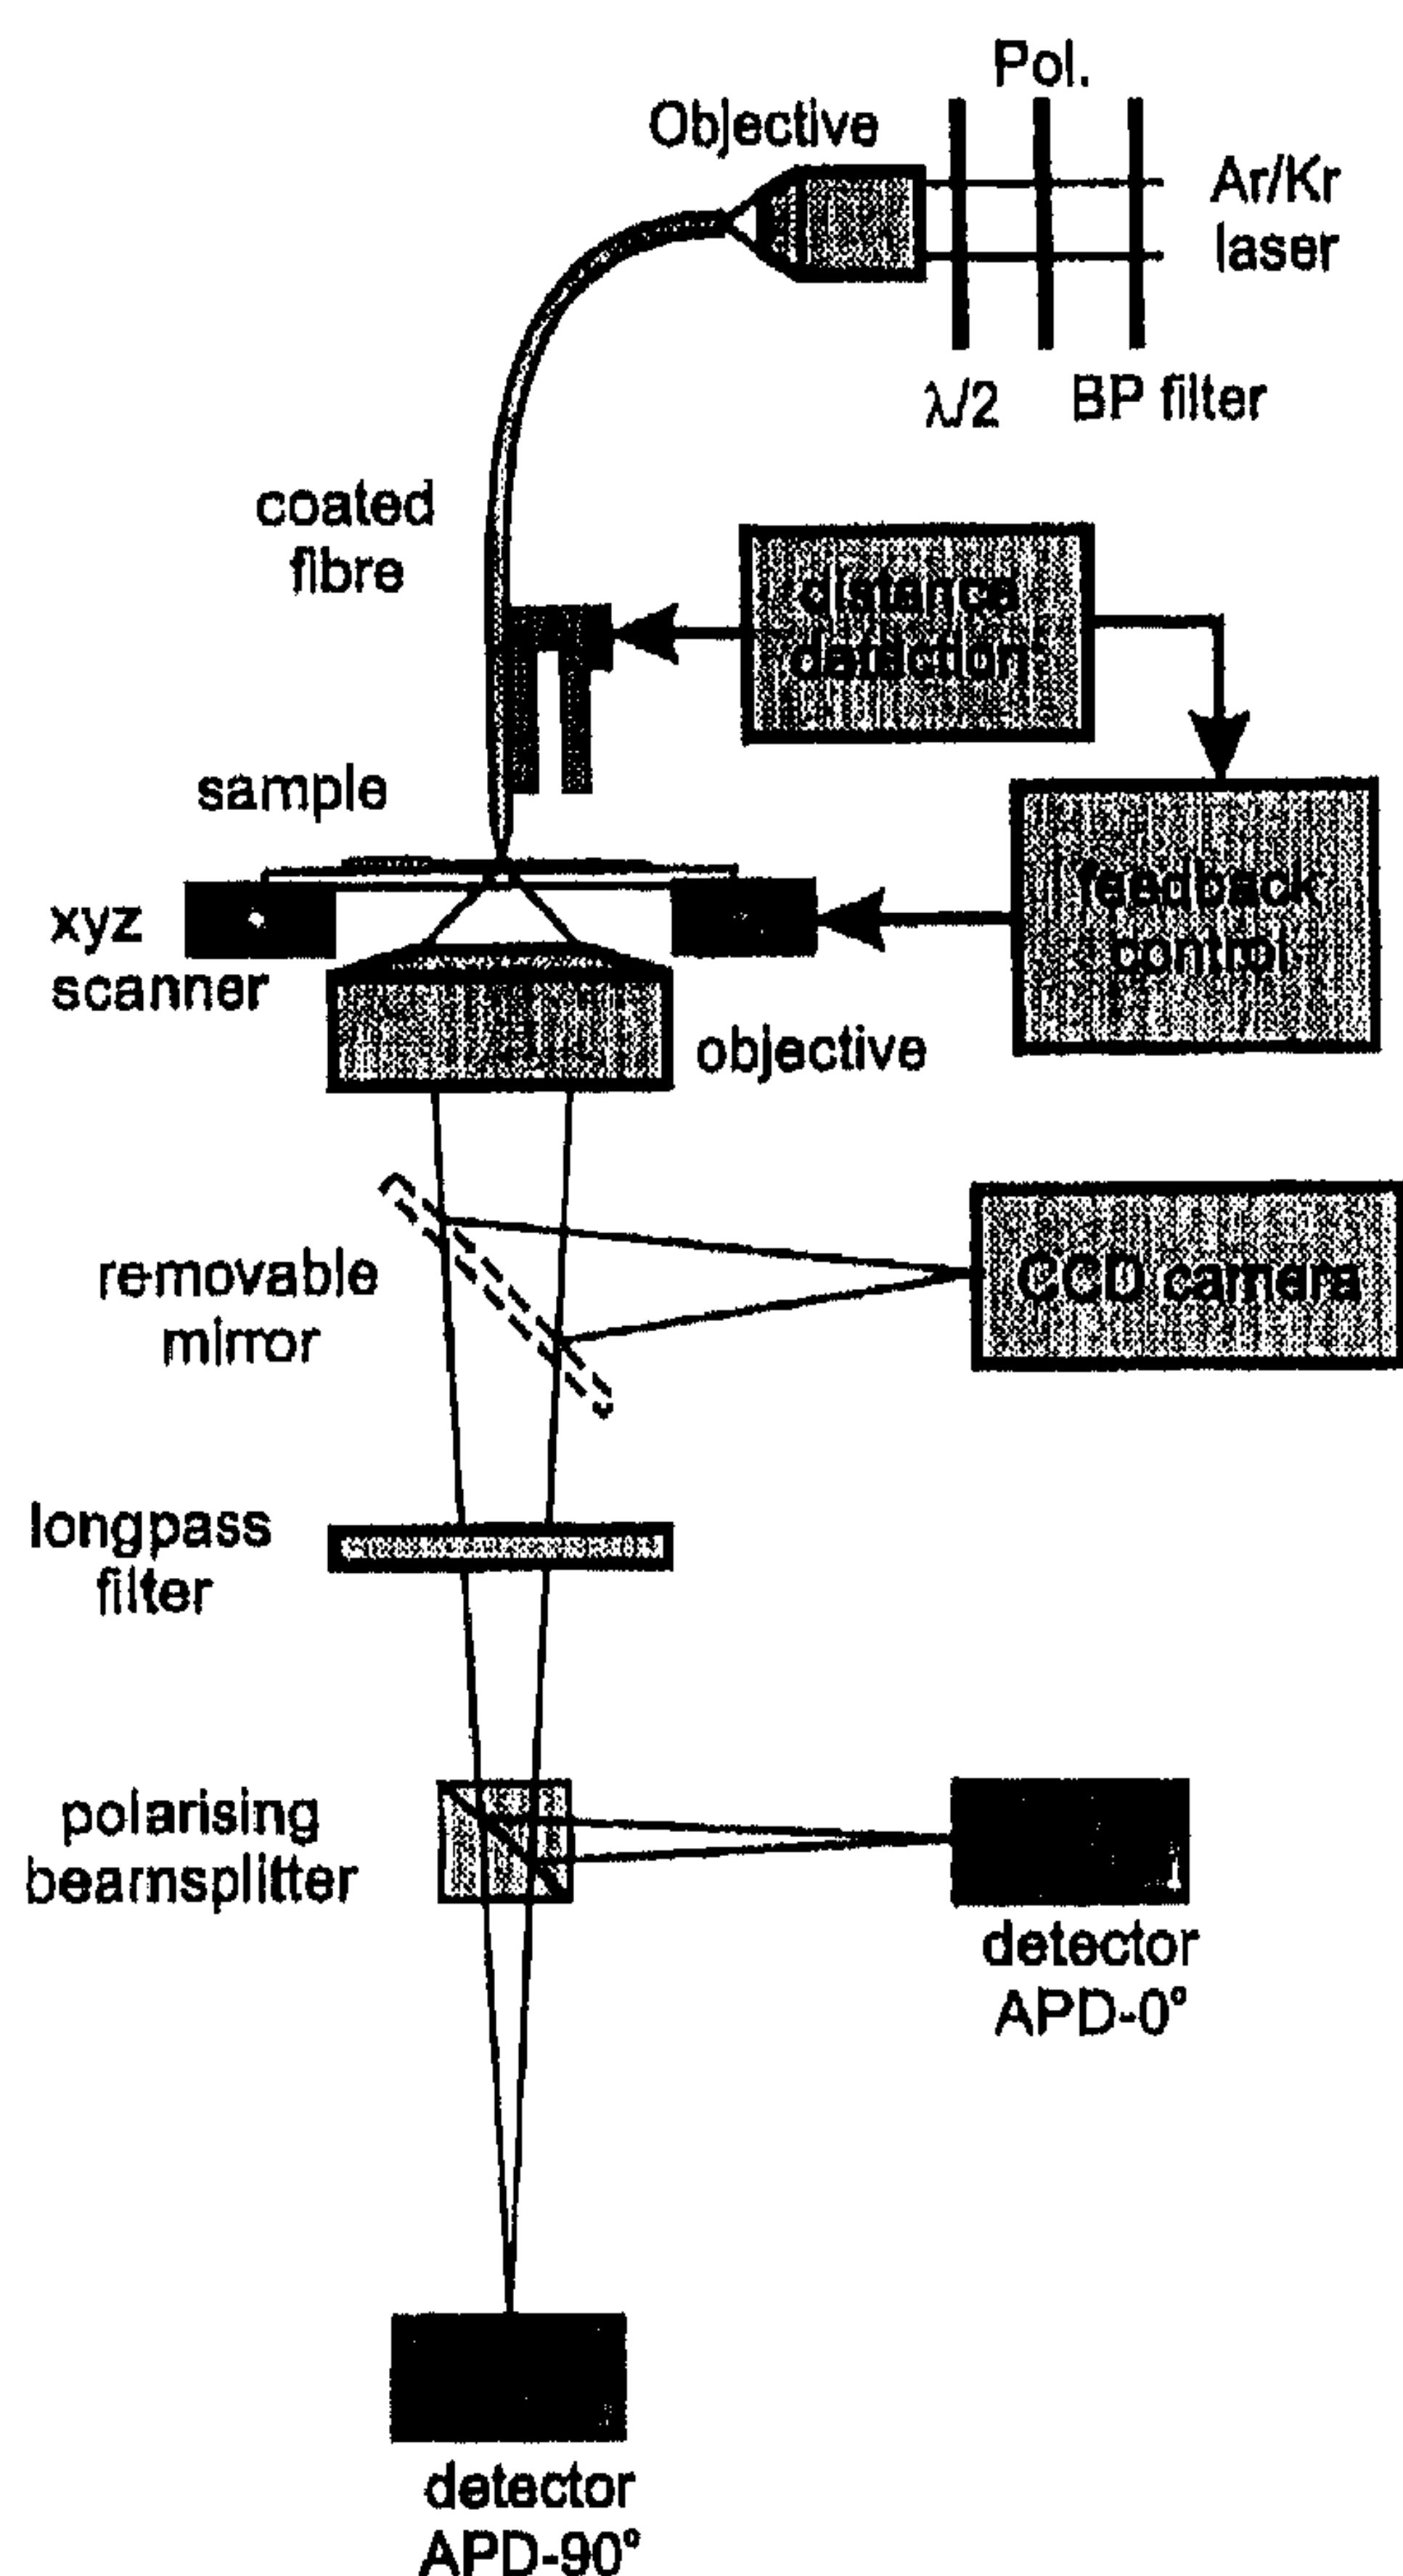 Pol.
Objective
Ar/Kr
laser
λ/2
BP filter
coated
fibre
distance
detection
sample
feedback
control
xyz
scanner
objective
removable
mirror
CCD camera
longpass
filter
polarising
beamsplitter
detector
APD-0°
detector
APD-90°